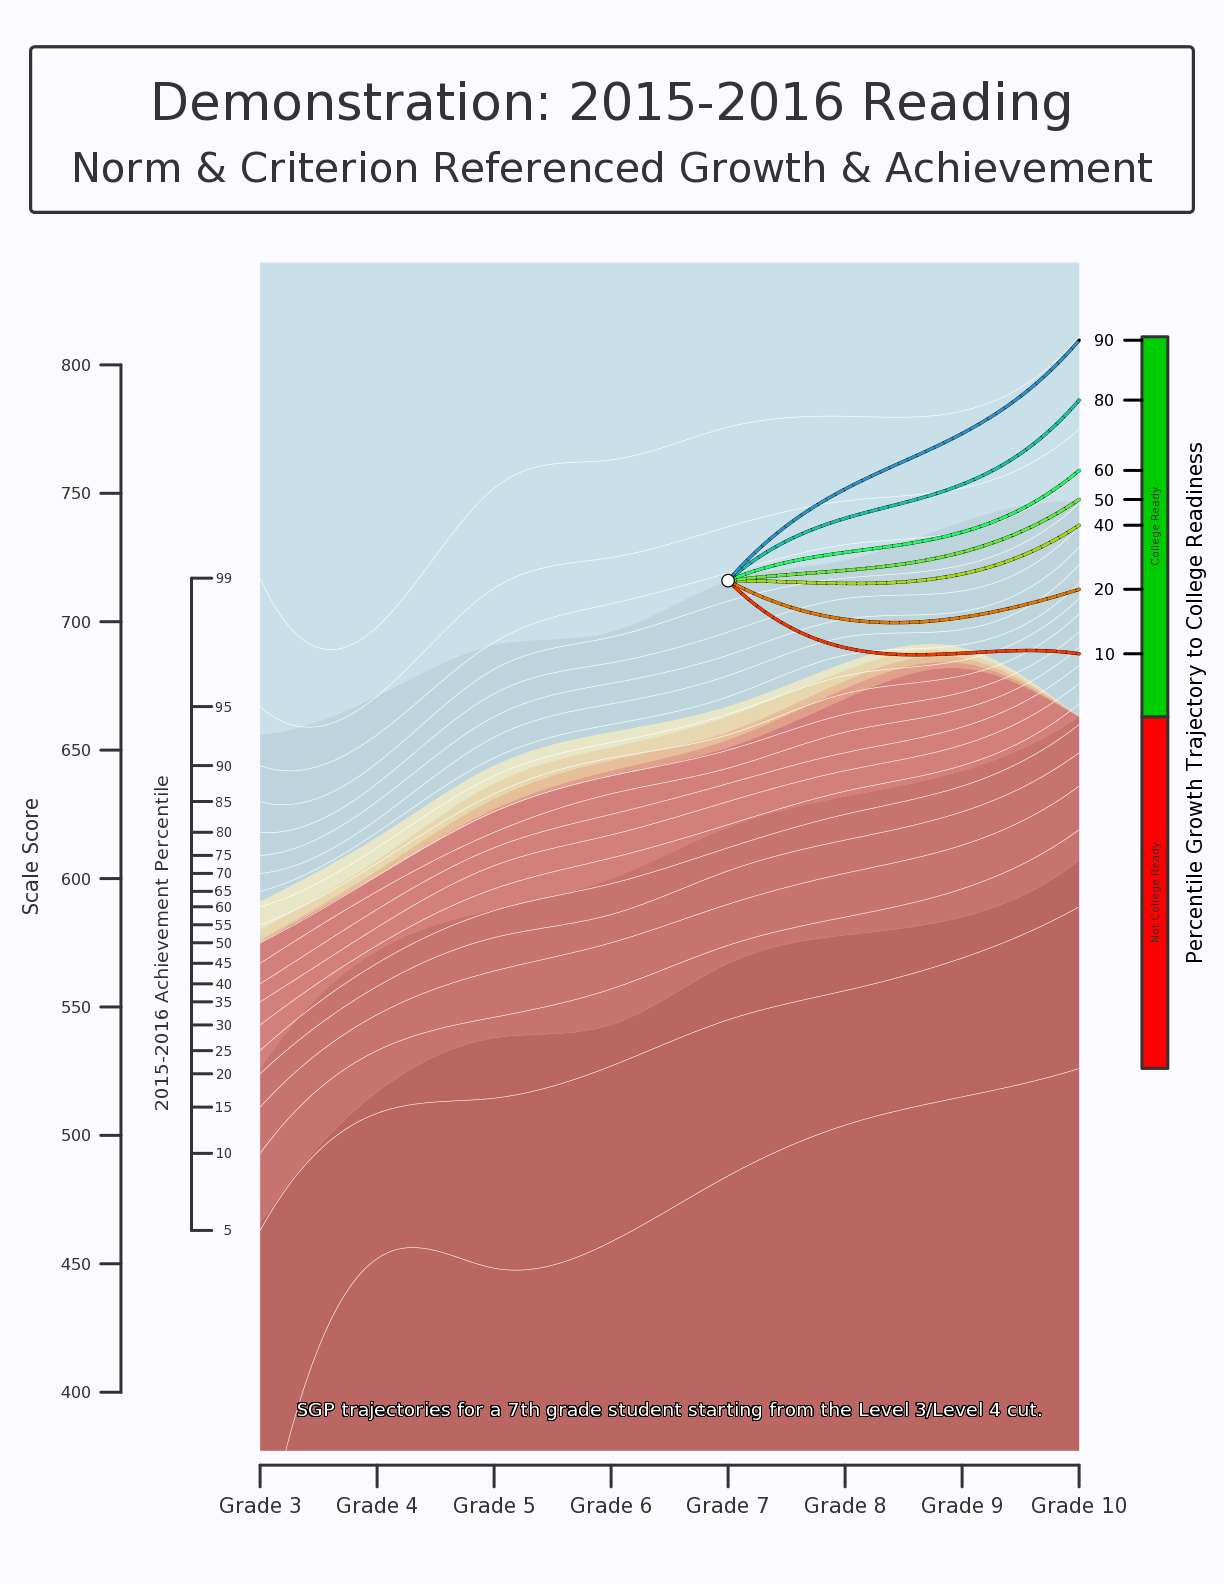 Demonstration: 2015-2016 Reading
Norm & Criterion Referenced Growth & Achievement
Scale Score
800
750
700
650
600
550
500
450
400
2015-2016 Achievement Percentile
99
95
90
85
80
75
70
65
60
55
50
45
40
35
30
25
20
15
10
5
90
80
60
50
40
20
10
College Ready
Not College Ready
Percentile Growth Trajectory to College Readiness
SGP trajectories for a 7th grade student starting from the Level 3/Level 4 cut.
Grade 3
Grade 4
Grade 5
Grade 6
Grade 7
Grade 8
Grade 9
Grade 10